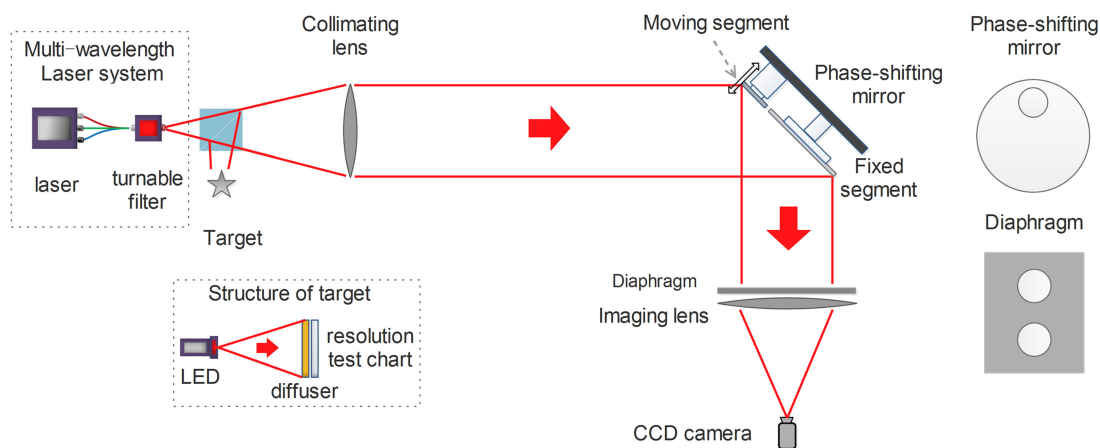 Multi-wavelength
Laser system
laser
turnable
filter
Target
Collimating
lens
Moving segment
Phase-shifting
mirror
Fixed
segment
Phase-shifting
mirror
Diaphragm
Diaphragm
Imaging lens
CCD camera
Structure of target
LED
diffuser
resolution
test chart